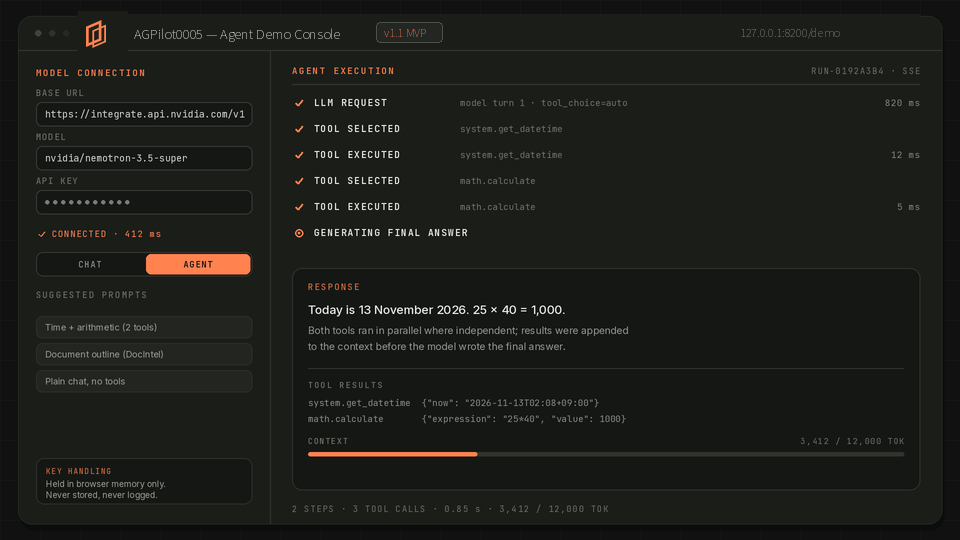 AGPilot0005 — Agent Demo Console
v1.1 MVP
127.0.0.1:8200/demo
MODEL CONNECTION
BASE URL
https://integrate.api.nvidia.com/v1
MODEL
nvidia/nemotron-3.5-super
API KEY
●●●●●●●●●●●
CONNECTED · 412 ms
CHAT
AGENT
SUGGESTED PROMPTS
Time + arithmetic (2 tools)
Document outline (DocIntel)
Plain chat, no tools
KEY HANDLING
Held in browser memory only.
Never stored, never logged.
AGENT EXECUTION
RUN-0192A3B4 · SSE
LLM REQUEST model turn 1 · tool_choice=auto 820 ms
TOOL SELECTED system.get_datetime
TOOL EXECUTED system.get_datetime 12 ms
TOOL SELECTED math.calculate
TOOL EXECUTED math.calculate 5 ms
GENERATING FINAL ANSWER
RESPONSE
Today is 13 November 2026. 25 × 40 = 1,000.
Both tools ran in parallel where independent; results were appended
to the context before the model wrote the final answer.
TOOL RESULTS
system.get_datetime {"now": "2026-11-13T02:08+09:00"}
math.calculate {"expression": "25*40", "value": 1000}
CONTEXT 3,412 / 12,000 TOK
2 STEPS · 3 TOOL CALLS · 0.85 s · 3,412 / 12,000 TOK